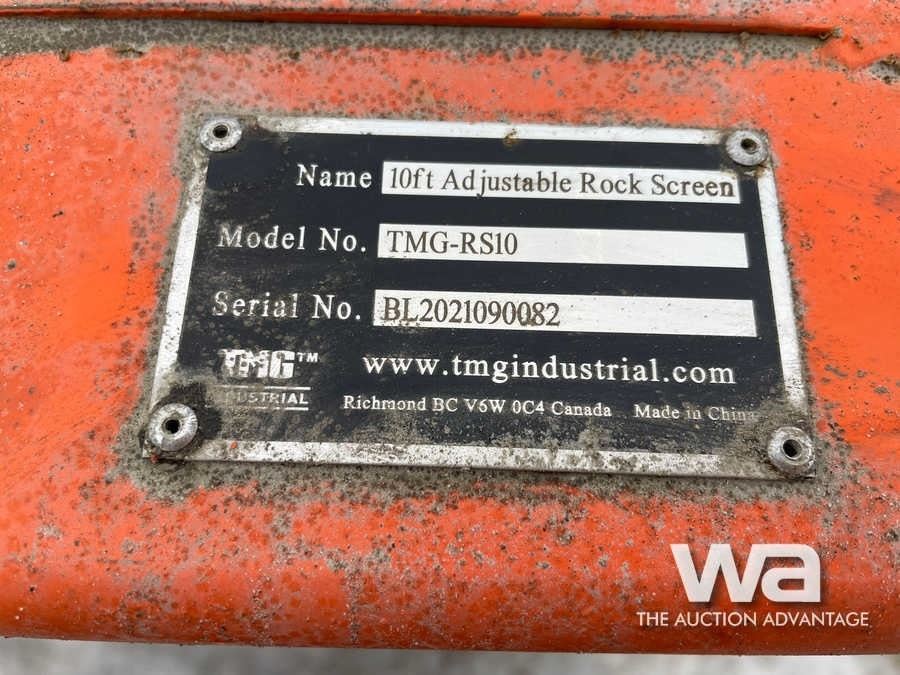 Name 10ft Adjustable Rock Screen
Model No. TMG-RS10
Serial No. BL2021090082
TMG™ www.tmgindustrial.com
INDUSTRIAL Richmond BC V6W 0C4 Canada Made in China
wa
THE AUCTION ADVANTAGE